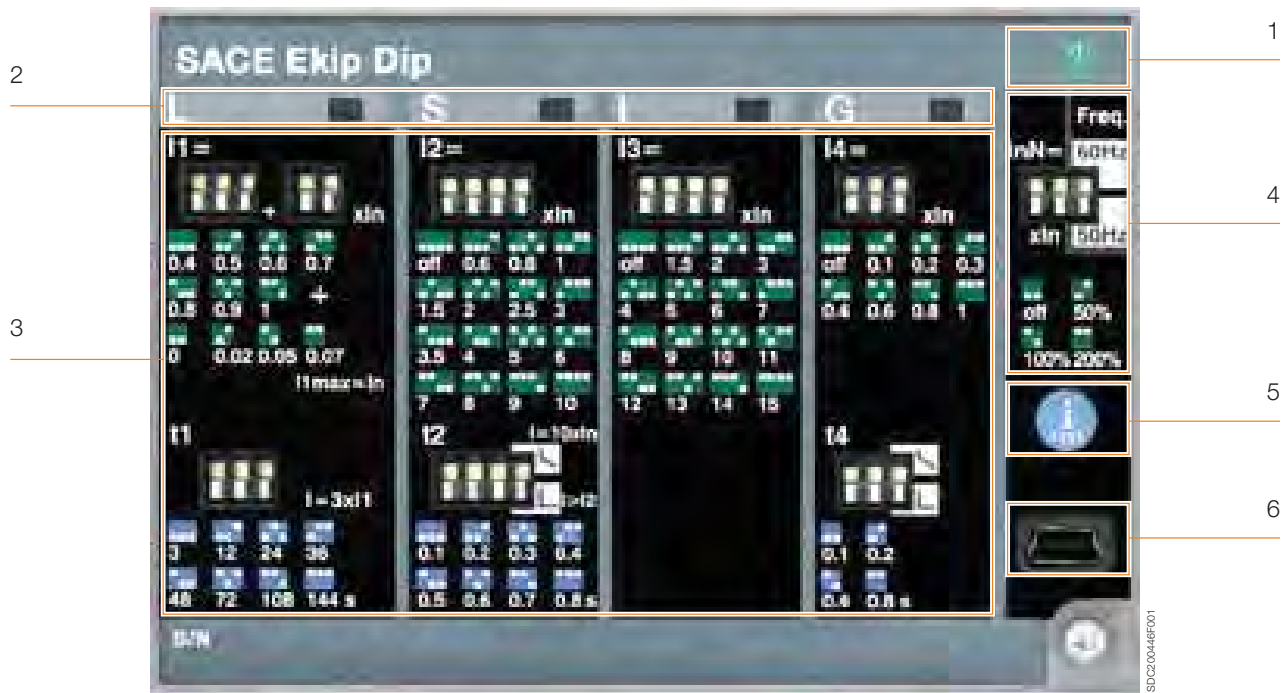 1
2
SACE Ekip Dip
L S I G
Freq.
I1= I2= I3= I4= InN= 60Hz
+ xIn xIn xIn xIn xIn 50Hz
0.4 0.5 0.6 0.7 off 0.6 0.8 1 off 1.5 2 3 off 0.1 0.2 0.3
4
0.8 0.9 1 + 1.5 2 2.5 3 4 5 6 7 0.4 0.6 0.8 1 off 50%
3
0 0.02 0.05 0.07 3.5 4 5 6 8 9 10 11 100% 200%
I1max=In
7 8 9 10 12 13 14 15
5
t1 t2 I=10xIn t4
I=3xI1 I>I2
6
3 12 24 36 0.1 0.2 0.3 0.4 0.1 0.2
48 72 108 144 s 0.5 0.6 0.7 0.8 s 0.4 0.8 s
S/N
SDC200446F001